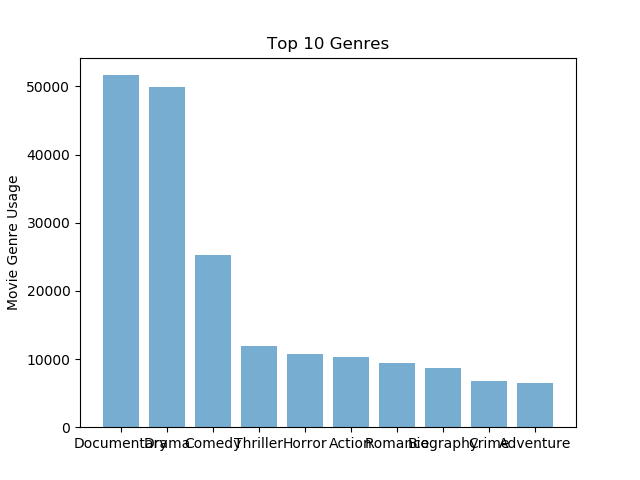 Top 10 Genres
Movie Genre Usage
50000
40000
30000
20000
10000
0
Documentary Drama Comedy Thriller Horror Action Romance Biography Crime Adventure